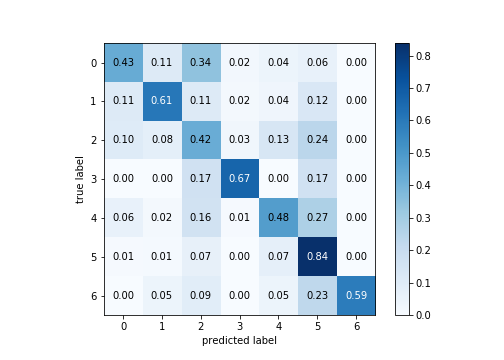 0 0.43 0.11 0.34 0.02 0.04 0.06 0.00
1 0.11 0.61 0.11 0.02 0.04 0.12 0.00
2 0.10 0.08 0.42 0.03 0.13 0.24 0.00
3 0.00 0.00 0.17 0.67 0.00 0.17 0.00
4 0.06 0.02 0.16 0.01 0.48 0.27 0.00
5 0.01 0.01 0.07 0.00 0.07 0.84 0.00
6 0.00 0.05 0.09 0.00 0.05 0.23 0.59
0 1 2 3 4 5 6
true label
predicted label
0.8
0.7
0.6
0.5
0.4
0.3
0.2
0.1
0.0